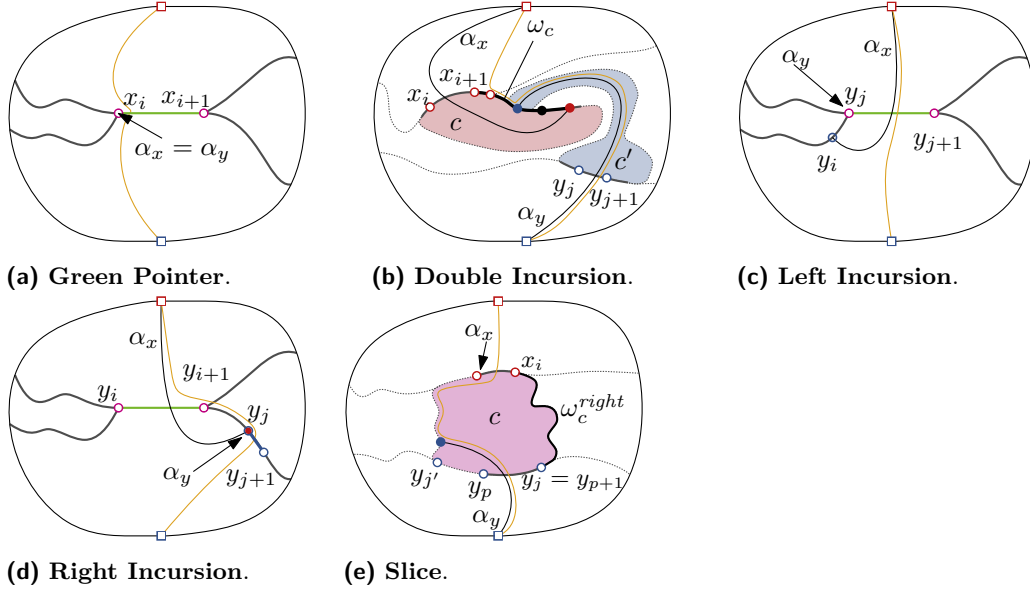 x_i x_{i+1}
α_x = α_y
(a) Green Pointer.
α_x ω_c
x_{i+1}
x_i
c
c'
y_j y_{j+1}
α_y
(b) Double Incursion.
α_x
α_y
y_j
y_i y_{j+1}
(c) Left Incursion.
α_x
y_i y_{i+1}
y_j
α_y y_{j+1}
(d) Right Incursion.
α_x x_i
c ω_c^{right}
y_{j'} y_p y_j = y_{p+1}
α_y
(e) Slice.